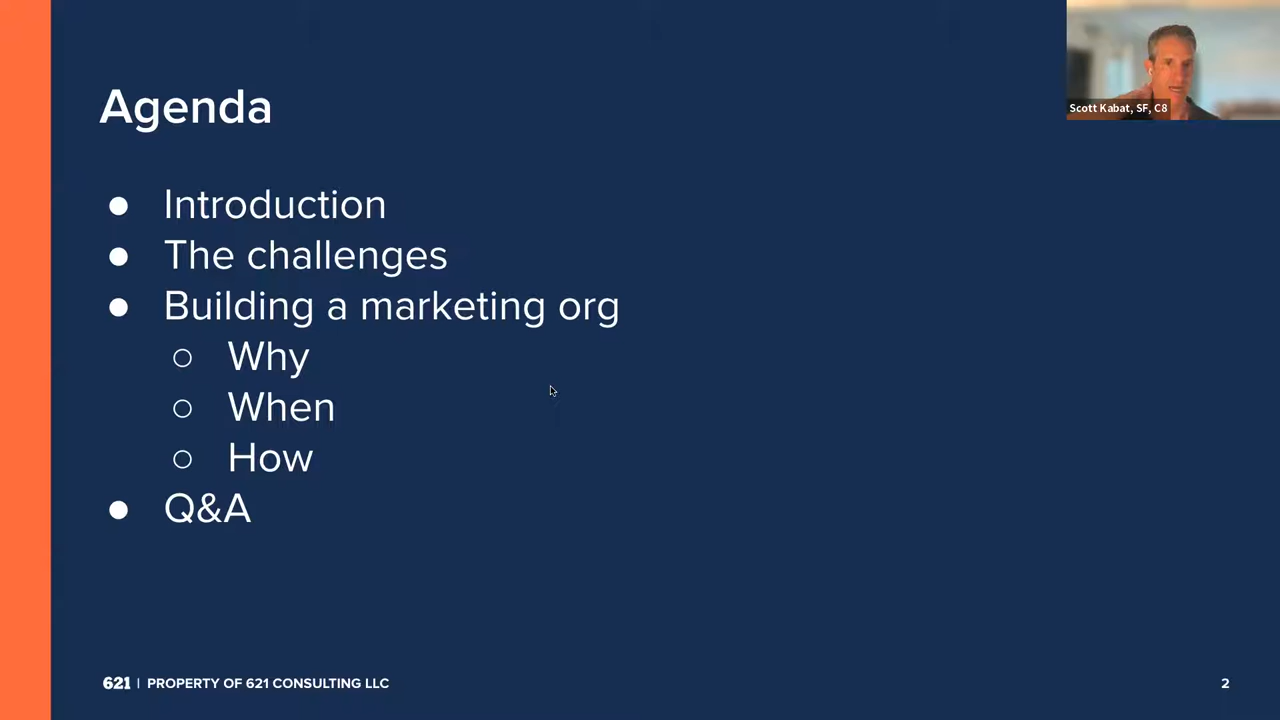 Agenda
Scott Kabat, SF, C8
● Introduction
● The challenges
● Building a marketing org
○ Why
○ When
○ How
● Q&A
621 | PROPERTY OF 621 CONSULTING LLC
2